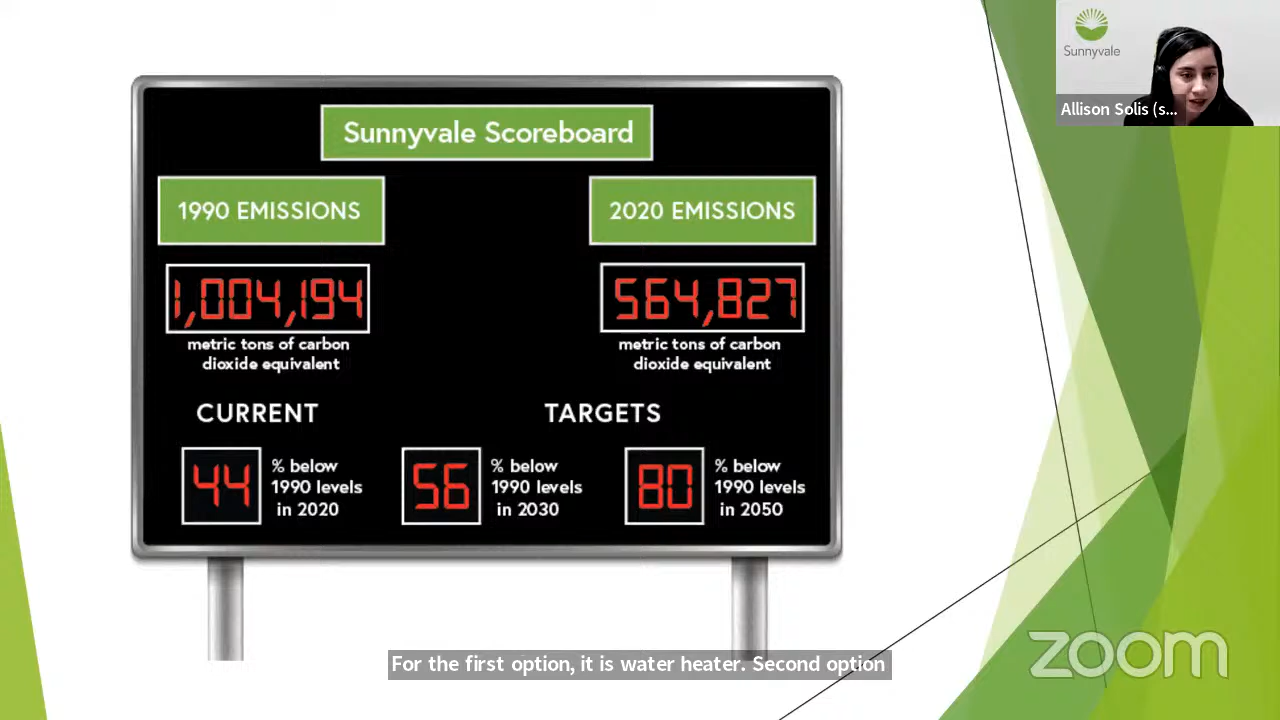 Sunnyvale
Allison Solis (s...
Sunnyvale Scoreboard
1990 EMISSIONS
2020 EMISSIONS
1,004,194
564,827
metric tons of carbon
dioxide equivalent
metric tons of carbon
dioxide equivalent
CURRENT
TARGETS
44
% below
1990 levels
in 2020
56
% below
1990 levels
in 2030
80
% below
1990 levels
in 2050
For the first option, it is water heater. Second option
zoom